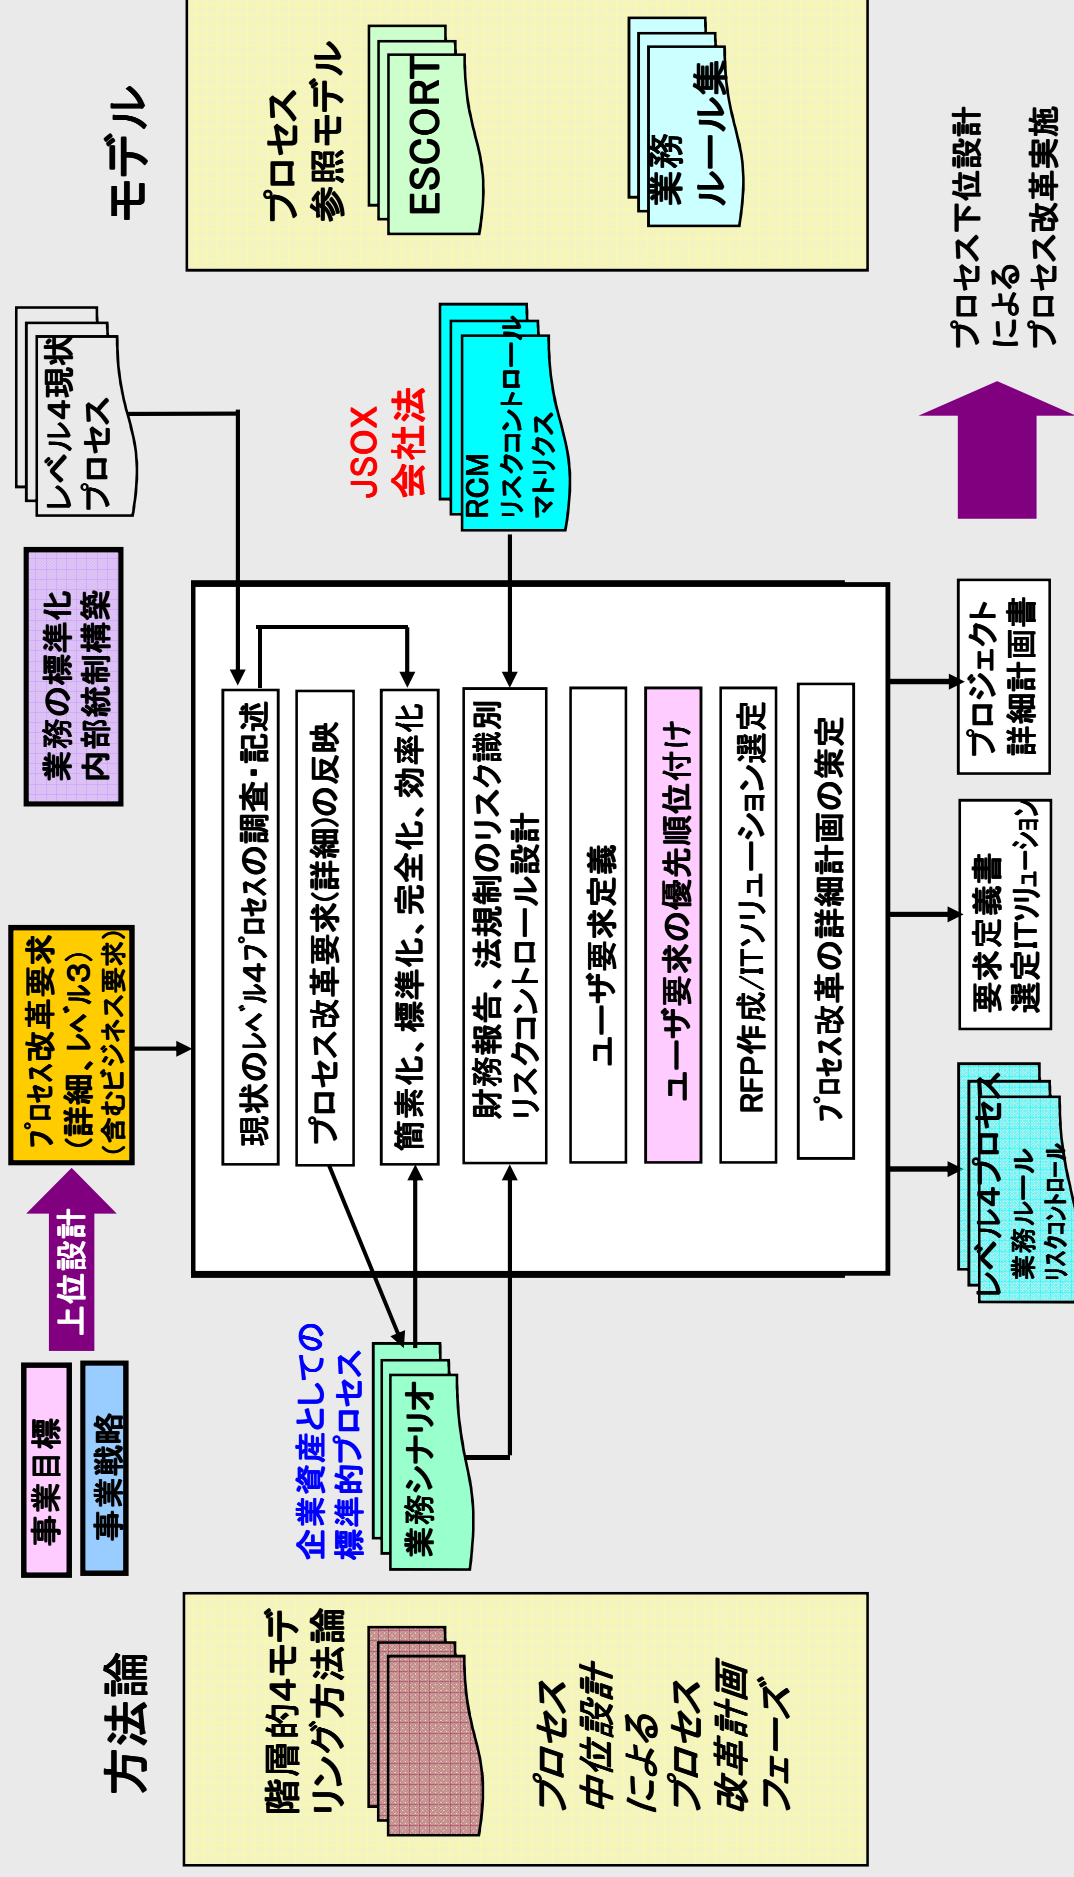 方法論
階層的4モデ
リング方法論
プロセス
中位設計
による
プロセス
改革計画
フェーズ
事業目標
事業戦略
上位設計
プロセス改革要求
(詳細、レベル3)
(含むビジネス要求)
業務の標準化
内部統制構築
レベル4現状
プロセス
モデル
プロセス
参照モデル
ESCORT
業務
ルール集
企業資産としての
標準的プロセス
業務シナリオ
現状のレベル4プロセスの調査・記述
プロセス改革要求(詳細)の反映
簡素化、標準化、完全化、効率化
財務報告、法規制のリスク識別
リスクコントロール設計
ユーザ要求定義
ユーザ要求の優先順位付け
RFP作成/ITソリューション選定
プロセス改革の詳細計画の策定
JSOX
会社法
RCM
リスクコントロール
マトリクス
レベル4プロセス
業務ルール
リスクコントロール
要求定義書
選定ITソリューション
プロジェクト
詳細計画書
プロセス下位設計
による
プロセス改革実施